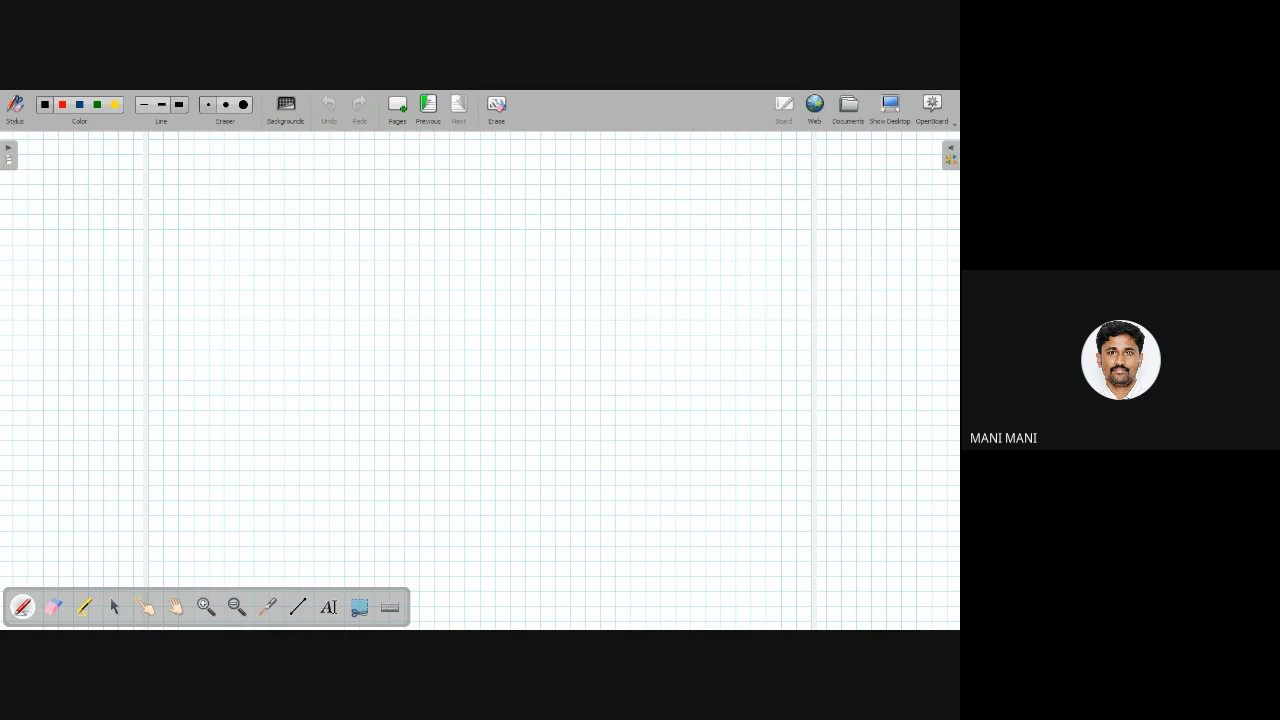 Stylus Color Line Eraser Backgrounds Undo Redo Pages Previous Next Erase Board Web Documents Show Desktop OpenBoard
AI
MANI MANI